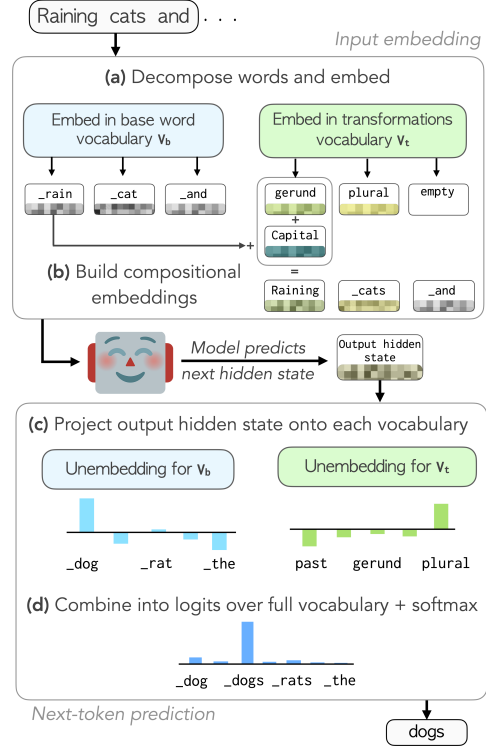 Raining cats and ...
Input embedding
(a) Decompose words and embed
Embed in base word
vocabulary Vb
Embed in transformations
vocabulary Vt
_rain _cat _and gerund plural empty
+
+ Capital
(b) Build compositional
embeddings
=
Raining _cats _and
Model predicts
next hidden state
Output hidden
state
(c) Project output hidden state onto each vocabulary
Unembedding for Vb
Unembedding for Vt
_dog _rat _the past gerund plural
(d) Combine into logits over full vocabulary + softmax
_dog _dogs _rats _the
Next-token prediction
dogs